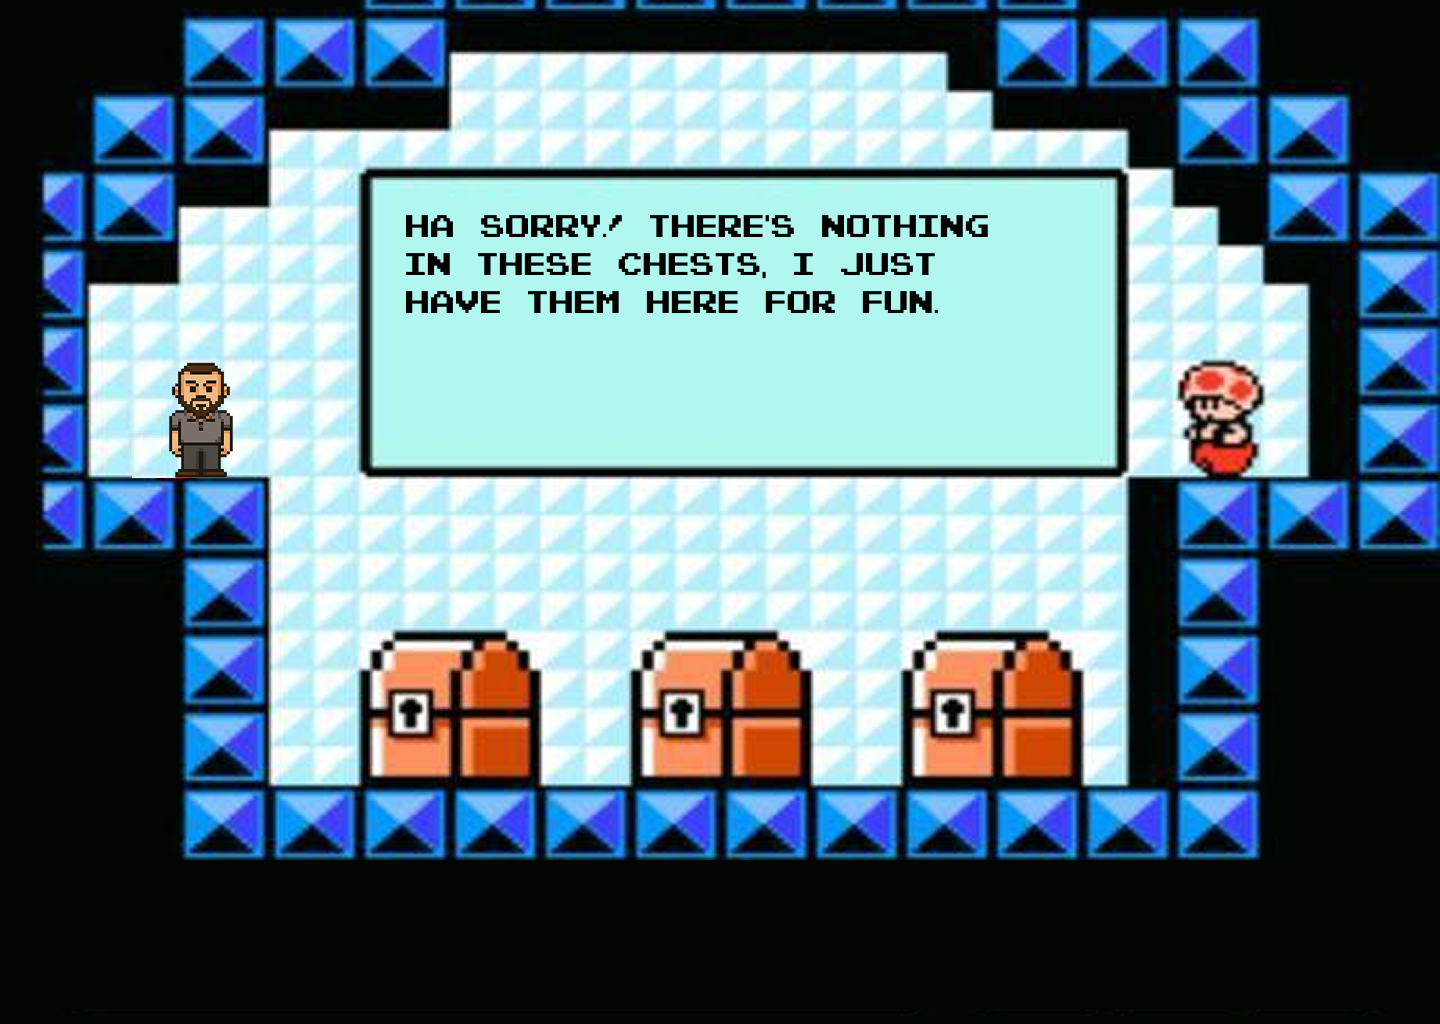 HA SORRY! THERE'S NOTHING
IN THESE CHESTS, I JUST
HAVE THEM HERE FOR FUN.